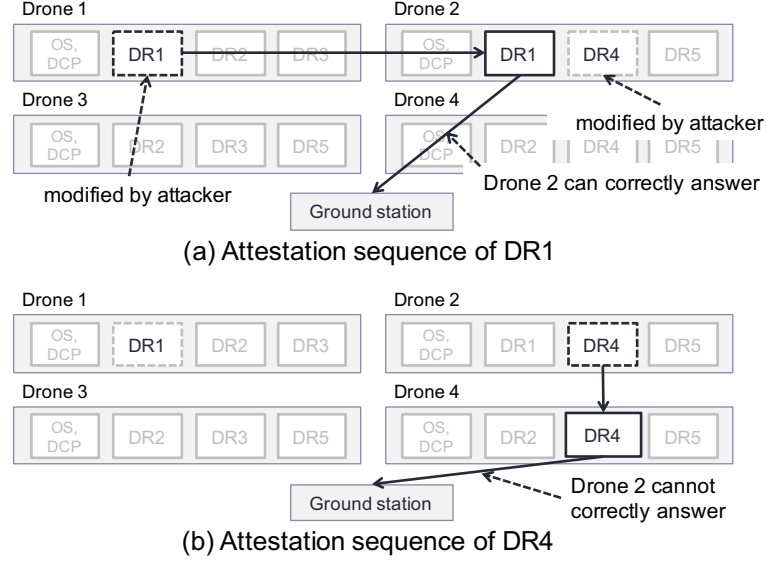 Drone 1
OS, DCP
DR1
DR2
DR3
Drone 2
OS, DCP
DR1
DR4
DR5
Drone 3
OS, DCP
DR2
DR3
DR5
Drone 4
OS, DCP
DR2
DR4
DR5
modified by attacker
modified by attacker
Drone 2 can correctly answer
Ground station
(a) Attestation sequence of DR1
Drone 1
OS,
DCP
DR1
DR2
DR3
Drone 2
OS,
DCP
DR1
DR4
DR5
Drone 3
OS,
DCP
DR2
DR3
DR5
Drone 4
OS,
DCP
DR2
DR4
DR5
Ground station
Drone 2 cannot
correctly answer
(b) Attestation sequence of DR4